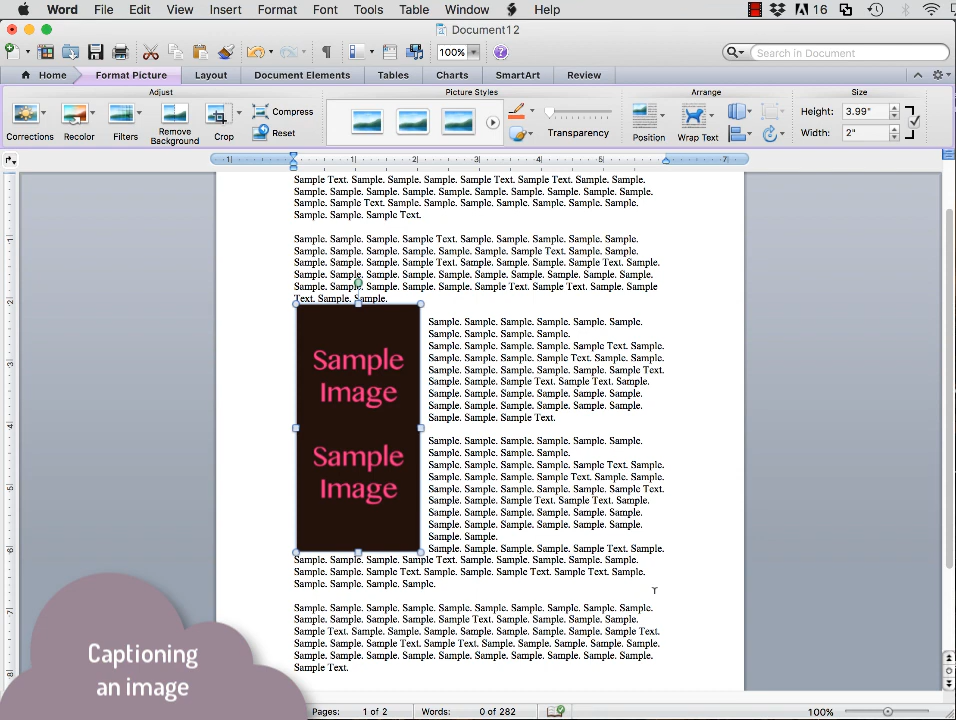 Word File Edit View Insert Format Font Tools Table Window Help 16
Document12
100% Search in Document
Home Format Picture Layout Document Elements Tables Charts SmartArt Review
Adjust Picture Styles Arrange Size
Compress Height: 3.99"
Reset Width: 2"
Corrections Recolor Filters Remove Background Crop Transparency Position Wrap Text
1 1 2 3 4 5 7
Sample Text. Sample. Sample. Sample. Sample Text. Sample Text. Sample. Sample.
Sample. Sample. Sample. Sample. Sample. Sample. Sample. Sample. Sample. Sample.
Sample. Sample Text. Sample. Sample. Sample. Sample. Sample. Sample. Sample.
Sample. Sample. Sample Text.
Sample. Sample. Sample. Sample Text. Sample. Sample. Sample. Sample. Sample.
Sample. Sample. Sample. Sample. Sample. Sample. Sample Text. Sample. Sample.
Sample. Sample. Sample. Sample Text. Sample. Sample. Sample. Sample Text. Sample.
Sample. Sample. Sample. Sample. Sample. Sample. Sample. Sample. Sample. Sample.
Sample. Sample. Sample. Sample. Sample. Sample Text. Sample Text. Sample. Sample
Text. Sample. Sample.
Sample
Image
Sample
Image
Sample. Sample. Sample. Sample. Sample. Sample.
Sample. Sample. Sample. Sample.
Sample. Sample. Sample. Sample. Sample Text. Sample.
Sample. Sample. Sample. Sample Text. Sample. Sample.
Sample. Sample. Sample. Sample. Sample. Sample Text.
Sample. Sample. Sample Text. Sample Text. Sample.
Sample. Sample. Sample. Sample. Sample. Sample.
Sample. Sample. Sample. Sample. Sample. Sample.
Sample. Sample. Sample Text.
Sample. Sample. Sample. Sample. Sample. Sample.
Sample. Sample. Sample. Sample.
Sample. Sample. Sample. Sample. Sample Text. Sample.
Sample. Sample. Sample. Sample Text. Sample. Sample.
Sample. Sample. Sample. Sample. Sample. Sample Text.
Sample. Sample. Sample Text. Sample Text. Sample.
Sample. Sample. Sample. Sample. Sample. Sample.
Sample. Sample. Sample. Sample. Sample. Sample.
Sample. Sample. Sample.
Sample. Sample. Sample. Sample. Sample Text. Sample.
Sample. Sample. Sample. Sample Text. Sample. Sample. Sample. Sample. Sample.
Sample. Sample. Sample Text. Sample. Sample. Sample Text. Sample Text. Sample.
Sample. Sample. Sample. Sample.
Sample. Sample. Sample. Sample. Sample. Sample. Sample. Sample. Sample. Sample.
Sample. Sample. Sample. Sample. Sample Text. Sample. Sample. Sample. Sample.
Sample Text. Sample. Sample. Sample. Sample. Sample. Sample. Sample. Sample Text.
Sample. Sample. Sample Text. Sample Text. Sample. Sample. Sample. Sample. Sample.
Sample. Sample. Sample. Sample. Sample. Sample. Sample. Sample. Sample. Sample.
Sample Text.
Captioning
an image
Pages: 1 of 2 Words: 0 of 282 100%